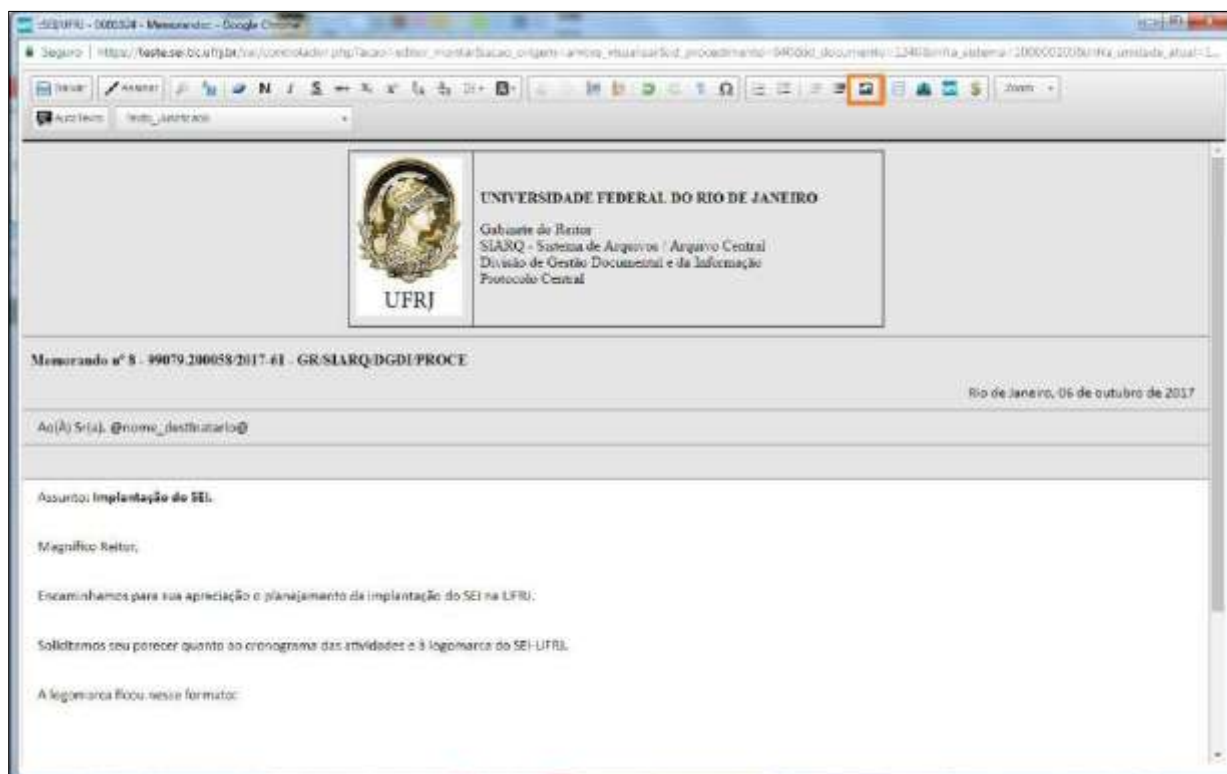 Seguro
N I S
Ω
Zoom
AutoTexto Texto_Justificado
UNIVERSIDADE FEDERAL DO RIO DE JANEIRO
Gabinete do Reitor
SIARQ - Sistema de Arquivos / Arquivo Central
Divisão de Gestão Documental e da Informação
Protocolo Central
UFRJ
Memorando nº 8 - 99079.200058/2017-61 - GR/SIARQ/DGDI/PROCE
Rio de Janeiro, 06 de outubro de 2017
Ao(À) Sr(a). @nome_destinatario@
Assunto: Implantação do SEI.
Magnífico Reitor,
Encaminhamos para sua apreciação o planejamento da implantação do SEI na UFRJ.
Solicitamos seu parecer quanto ao cronograma das atividades e à logomarca do SEI-UFRJ.
A logomarca ficou nesse formato: